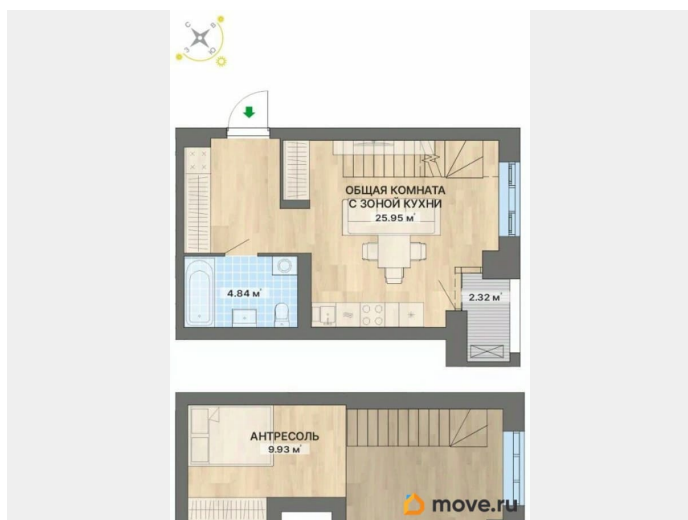 С
В
З
Ю
ОБЩАЯ КОМНАТА
С ЗОНОЙ КУХНИ
25.95 м²
4.84 м²
2.32 м²
АНТРЕСОЛЬ
9.93 м²
move.ru